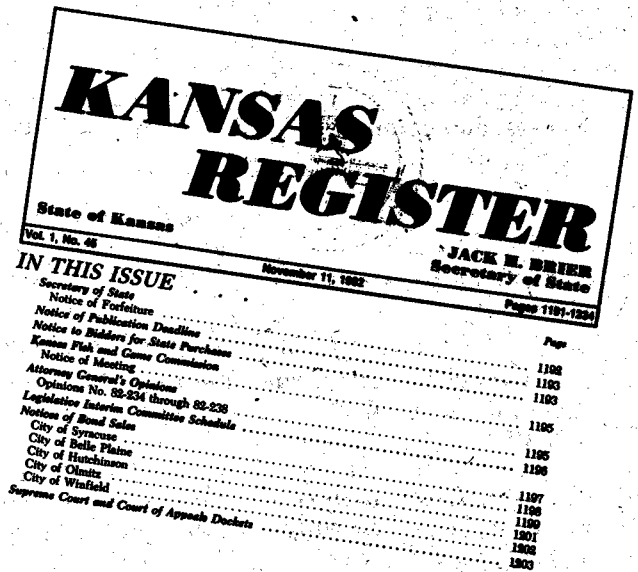 KANSAS
REGISTER
State of Kansas
JACK H. BRIER
Secretary of State
Vol. 1, No. 45 November 11, 1982 Pages 1191-1234
IN THIS ISSUE . . . Page
Secretary of State
Notice of Forfeiture ........ 1192
Notice of Publication Deadline ........ 1193
Notice to Bidders for State Purchases ........ 1193
Kansas Fish and Game Commission
Notice of Meeting ........ 1195
Attorney General's Opinions
Opinions No. 82-234 through 82-238 ........ 1195
Legislative Interim Committee Schedule ........ 1196
Notices of Bond Sales
City of Syracuse ........ 1197
City of Belle Plaine ........ 1198
City of Hutchinson ........ 1199
City of Olmitz ........ 1201
City of Winfield ........ 1202
Supreme Court and Court of Appeals Dockets ........ 1203